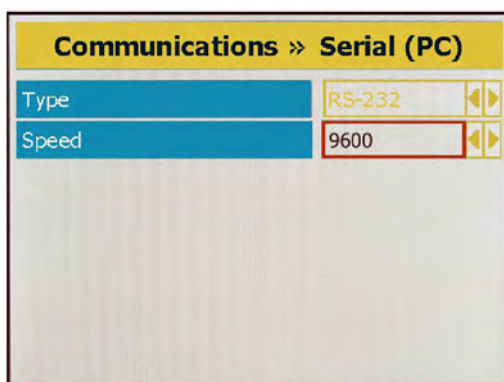 Communications » Serial (PC)
Type RS-232
Speed 9600